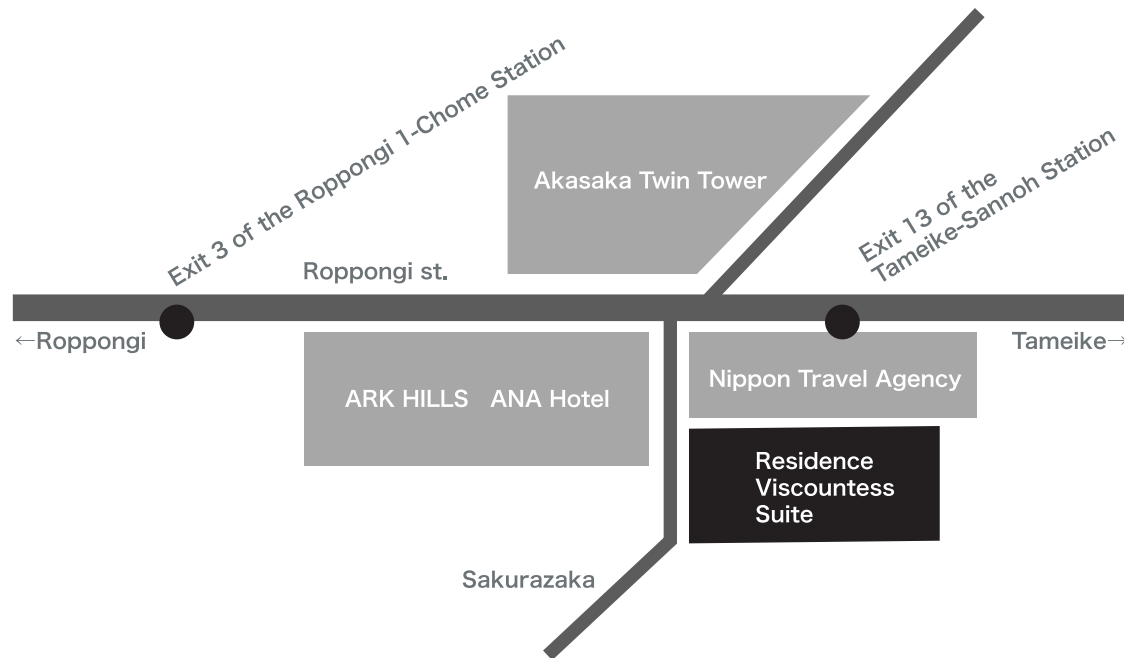 Exit 3 of the Roppongi 1-Chome Station
Akasaka Twin Tower
Exit 13 of the
Tameike-Sannoh Station
Roppongi st.
←Roppongi
Tameike→
ARK HILLS　ANA Hotel
Nippon Travel Agency
Residence
Viscountess
Suite
Sakurazaka